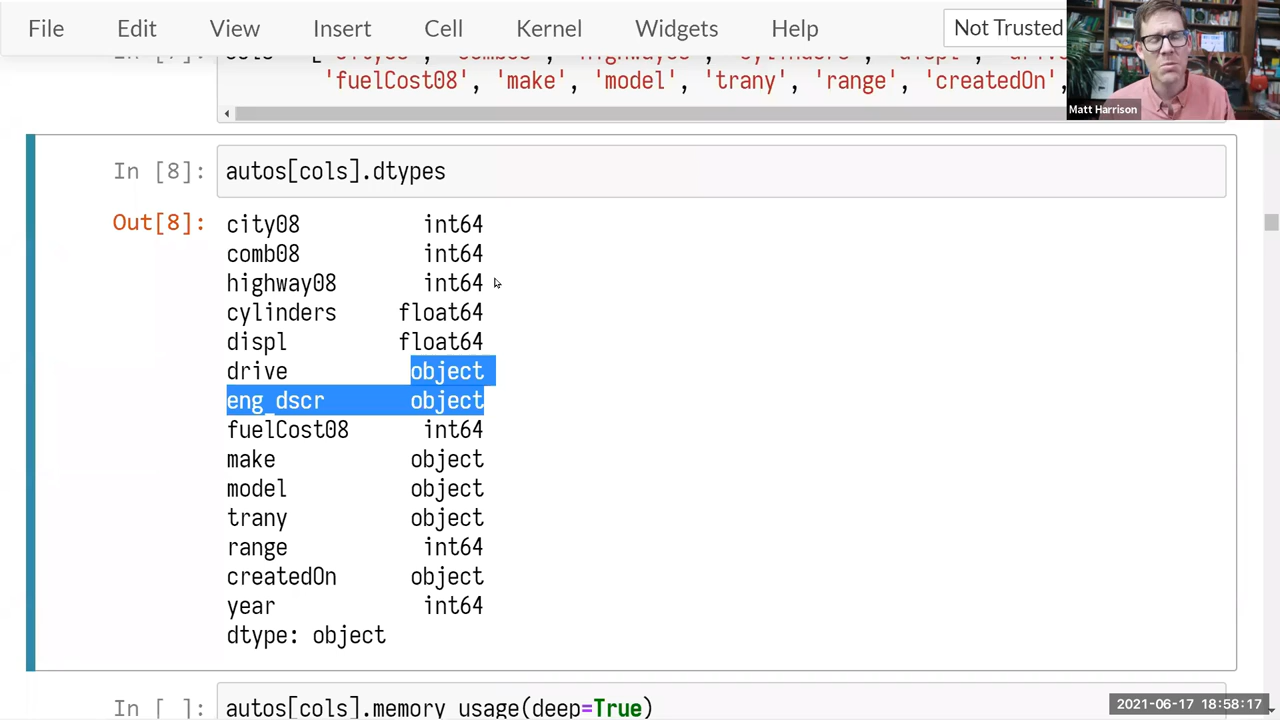 File Edit View Insert Cell Kernel Widgets Help Not Trusted
Matt Harrison
'fuelCost08', 'make', 'model', 'trany', 'range', 'createdOn',
In [8]: autos[cols].dtypes
Out[8]: city08 int64
comb08 int64
highway08 int64
cylinders float64
displ float64
drive object
eng_dscr object
fuelCost08 int64
make object
model object
trany object
range int64
createdOn object
year int64
dtype: object
In [ ]: autos[cols].memory_usage(deep=True)
2021-06-17 18:58:17